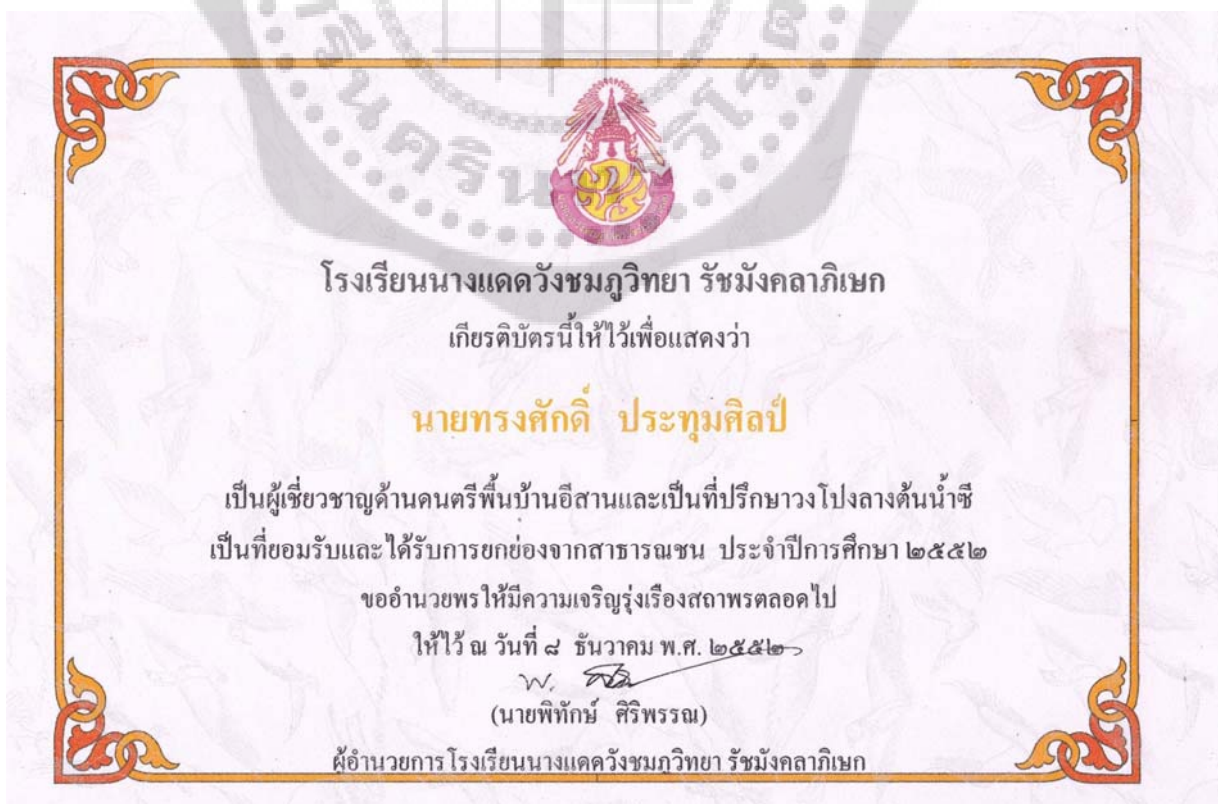 โรงเรียนนางแดดวังชมภูวิทยา รัชมังคลาภิเษก
เกียรติบัตรนี้ให้ไว้เพื่อแสดงว่า
นายทรงศักดิ์ ประทุมศิลป์
เป็นผู้เชี่ยวชาญด้านดนตรีพื้นบ้านอีสานและเป็นที่ปรึกษาวงโปงลางต้นน้ำชี
เป็นที่ยอมรับและได้รับการยกย่องจากสาธารณชน ประจำปีการศึกษา ๒๕๕๒
ขออำนวยพรให้มีความเจริญรุ่งเรืองสถาพรตลอดไป
ให้ไว้ ณ วันที่ ๘ ธันวาคม พ.ศ. ๒๕๕๒
(นายพิทักษ์ ศิริพรรณ)
ผู้อำนวยการโรงเรียนนางแดดวังชมภูวิทยา รัชมังคลาภิเษก